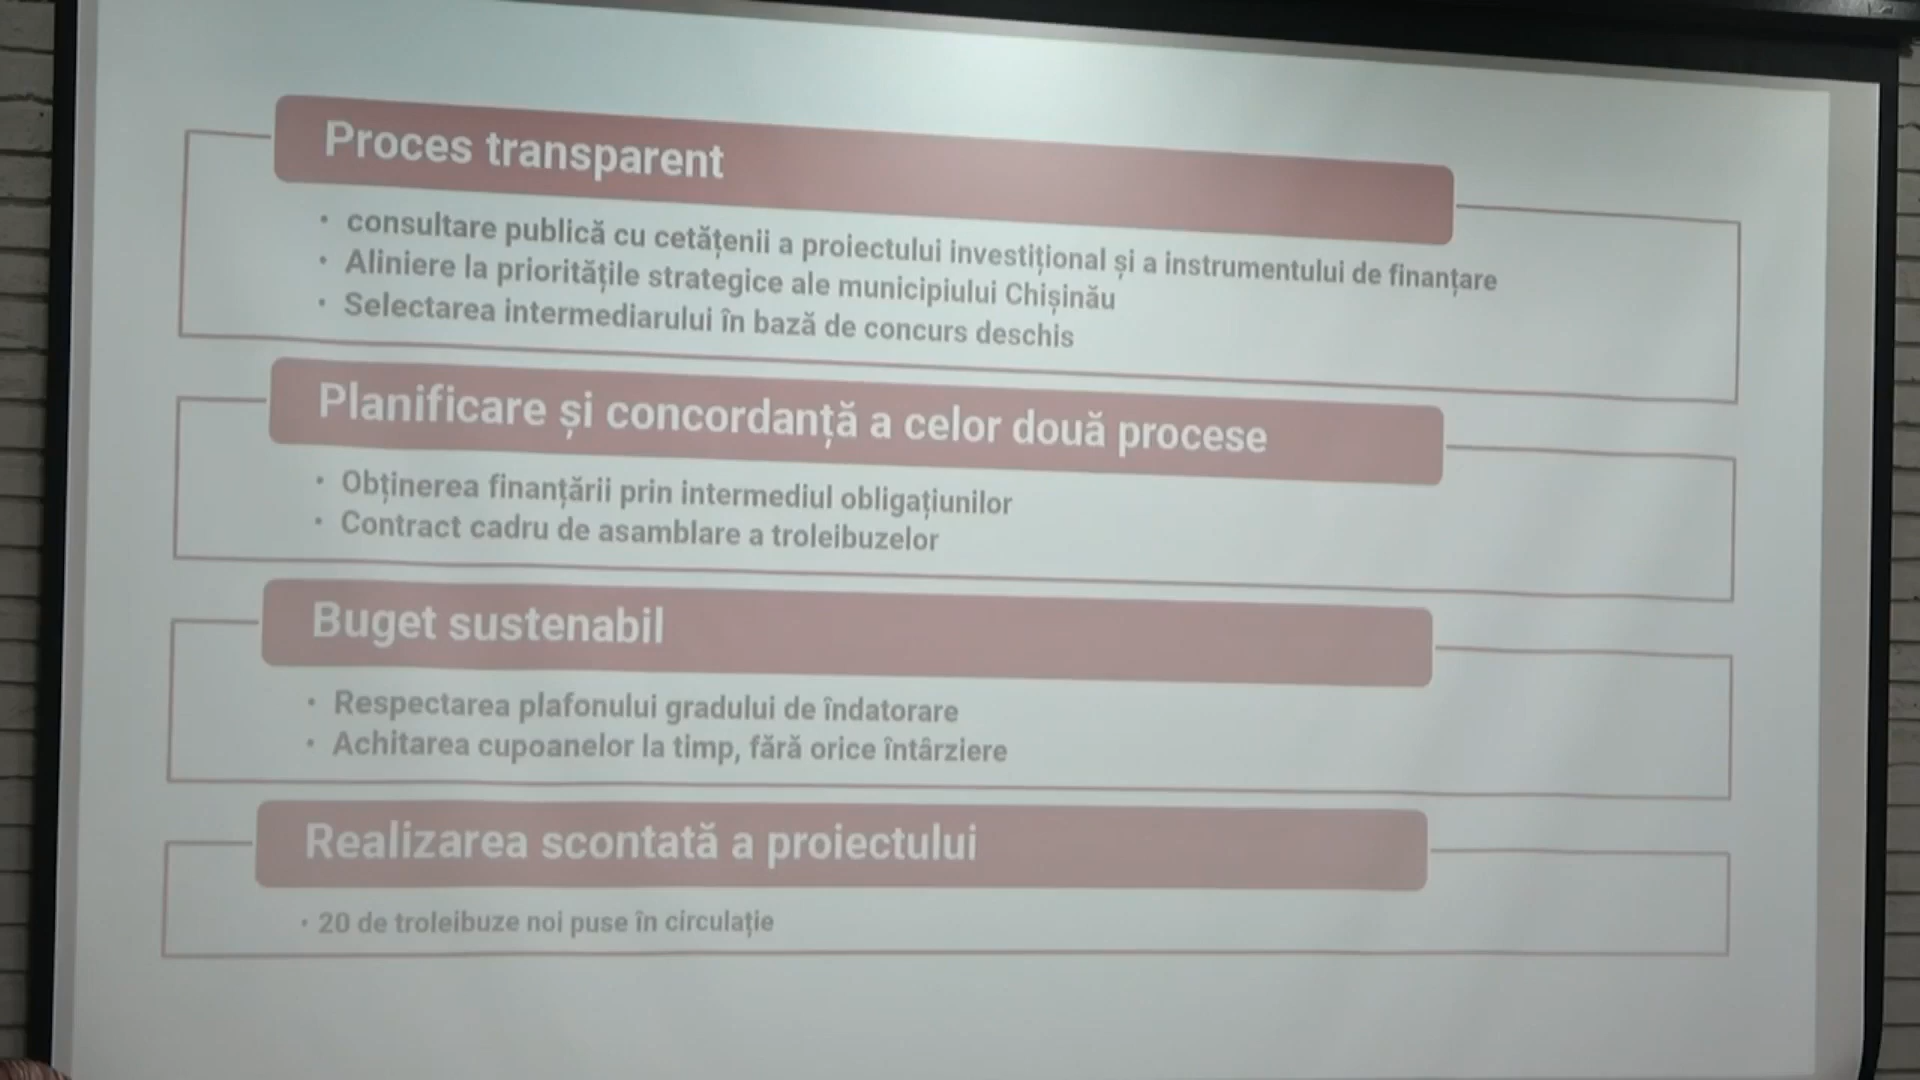 Proces transparent
• consultare publică cu cetățenii a proiectului investițional și a instrumentului de finanțare
• Aliniere la prioritățile strategice ale municipiului Chișinău
• Selectarea intermediarului în bază de concurs deschis
Planificare și concordanță a celor două procese
• Obținerea finanțării prin intermediul obligațiunilor
• Contract cadru de asamblare a troleibuzelor
Buget sustenabil
• Respectarea plafonului gradului de îndatorare
• Achitarea cupoanelor la timp, fără orice întârziere
Realizarea scontată a proiectului
• 20 de troleibuze noi puse în circulație